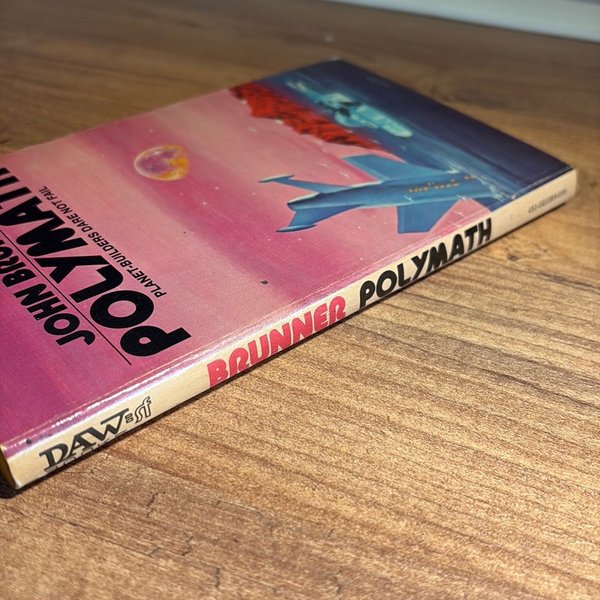 JOHN BRU
POLYMATH
PLANET-BUILDERS DARE NOT FAIL
BRUNNER POLYMATH
DAW sf